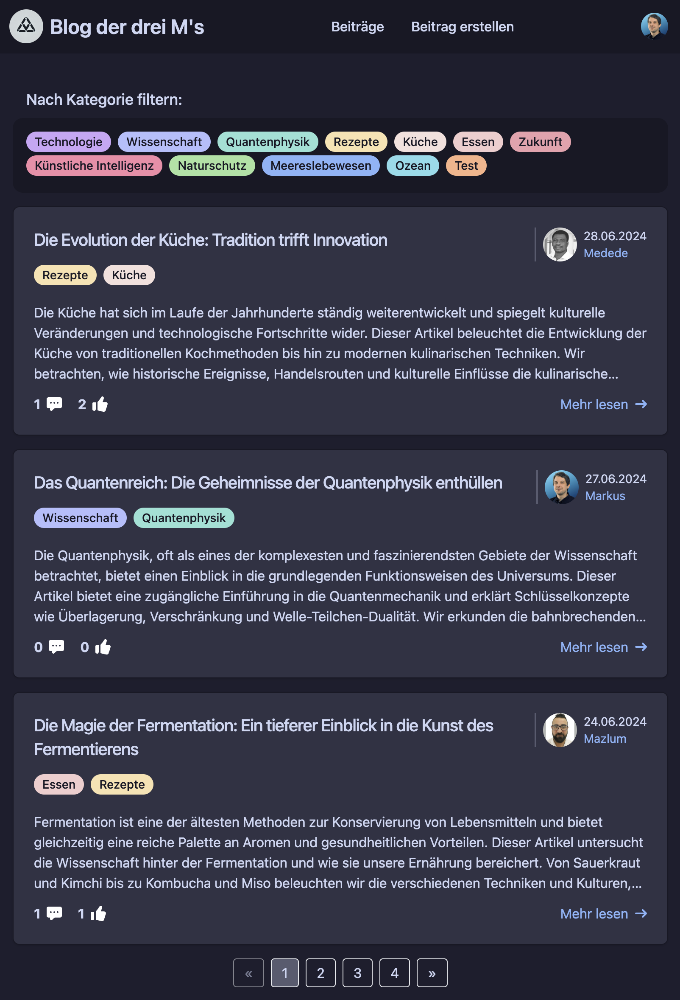 Blog der drei M's
Beiträge
Beitrag erstellen
Nach Kategorie filtern:
Technologie Wissenschaft Quantenphysik Rezepte Küche Essen Zukunft
Künstliche Intelligenz Naturschutz Meereslebewesen Ozean Test
Die Evolution der Küche: Tradition trifft Innovation
28.06.2024
Medede
Rezepte Küche
Die Küche hat sich im Laufe der Jahrhunderte ständig weiterentwickelt und spiegelt kulturelle
Veränderungen und technologische Fortschritte wider. Dieser Artikel beleuchtet die Entwicklung der
Küche von traditionellen Kochmethoden bis hin zu modernen kulinarischen Techniken. Wir
betrachten, wie historische Ereignisse, Handelsrouten und kulturelle Einflüsse die kulinarische...
1 2 Mehr lesen →
Das Quantenreich: Die Geheimnisse der Quantenphysik enthüllen
27.06.2024
Markus
Wissenschaft Quantenphysik
Die Quantenphysik, oft als eines der komplexesten und faszinierendsten Gebiete der Wissenschaft
betrachtet, bietet einen Einblick in die grundlegenden Funktionsweisen des Universums. Dieser
Artikel bietet eine zugängliche Einführung in die Quantenmechanik und erklärt Schlüsselkonzepte
wie Überlagerung, Verschränkung und Welle-Teilchen-Dualität. Wir erkunden die bahnbrechenden...
0 0 Mehr lesen →
Die Magie der Fermentation: Ein tieferer Einblick in die Kunst des
Fermentierens
24.06.2024
Mazlum
Essen Rezepte
Fermentation ist eine der ältesten Methoden zur Konservierung von Lebensmitteln und bietet
gleichzeitig eine reiche Palette an Aromen und gesundheitlichen Vorteilen. Dieser Artikel untersucht
die Wissenschaft hinter der Fermentation und wie sie unsere Ernährung bereichert. Von Sauerkraut
und Kimchi bis zu Kombucha und Miso beleuchten wir die verschiedenen Techniken und Kulturen,...
1 1 Mehr lesen →
« 1 2 3 4 »